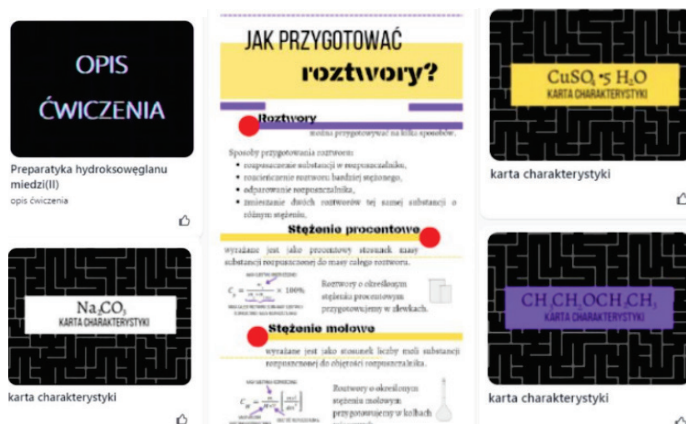 OPIS
ĆWICZENIA
Preparatyka hydroksowęglanu
miedzi(II)
opis ćwiczenia
Na₂CO₃
KARTA CHARAKTERYSTYKI
karta charakterystyki
JAK PRZYGOTOWAĆ
roztwory?
Roztwory
można przygotowywać na kilka sposobów.
Sposoby przygotowania roztworu:
• rozpuszczenie substancji w rozpuszczalniku,
• rozcieńczenie roztworu bardziej stężonego,
• odparowanie rozpuszczalnika,
• zmieszanie dwóch roztworów tej samej substancji o
różnym stężeniu.
Stężenie procentowe
wyrażane jest jako procentowy stosunek masy
substancji rozpuszczonej do masy całego roztworu.
× 100%
Roztwory o określonym
stężeniu procentowym
przygotowujemy w zlewkach.
Stężenie molowe
wyrażane jest jako stosunek liczby moli substancji
rozpuszczonej do objętości rozpuszczalnika.
Roztwory o określonym
stężeniu molowym
przygotowujemy w kolbach
CuSO₄ •5 H₂O
KARTA CHARAKTERYSTYKI
karta charakterystyki
CH₃CH₂OCH₂CH₃
KARTA CHARAKTERYSTYKI
karta charakterystyki